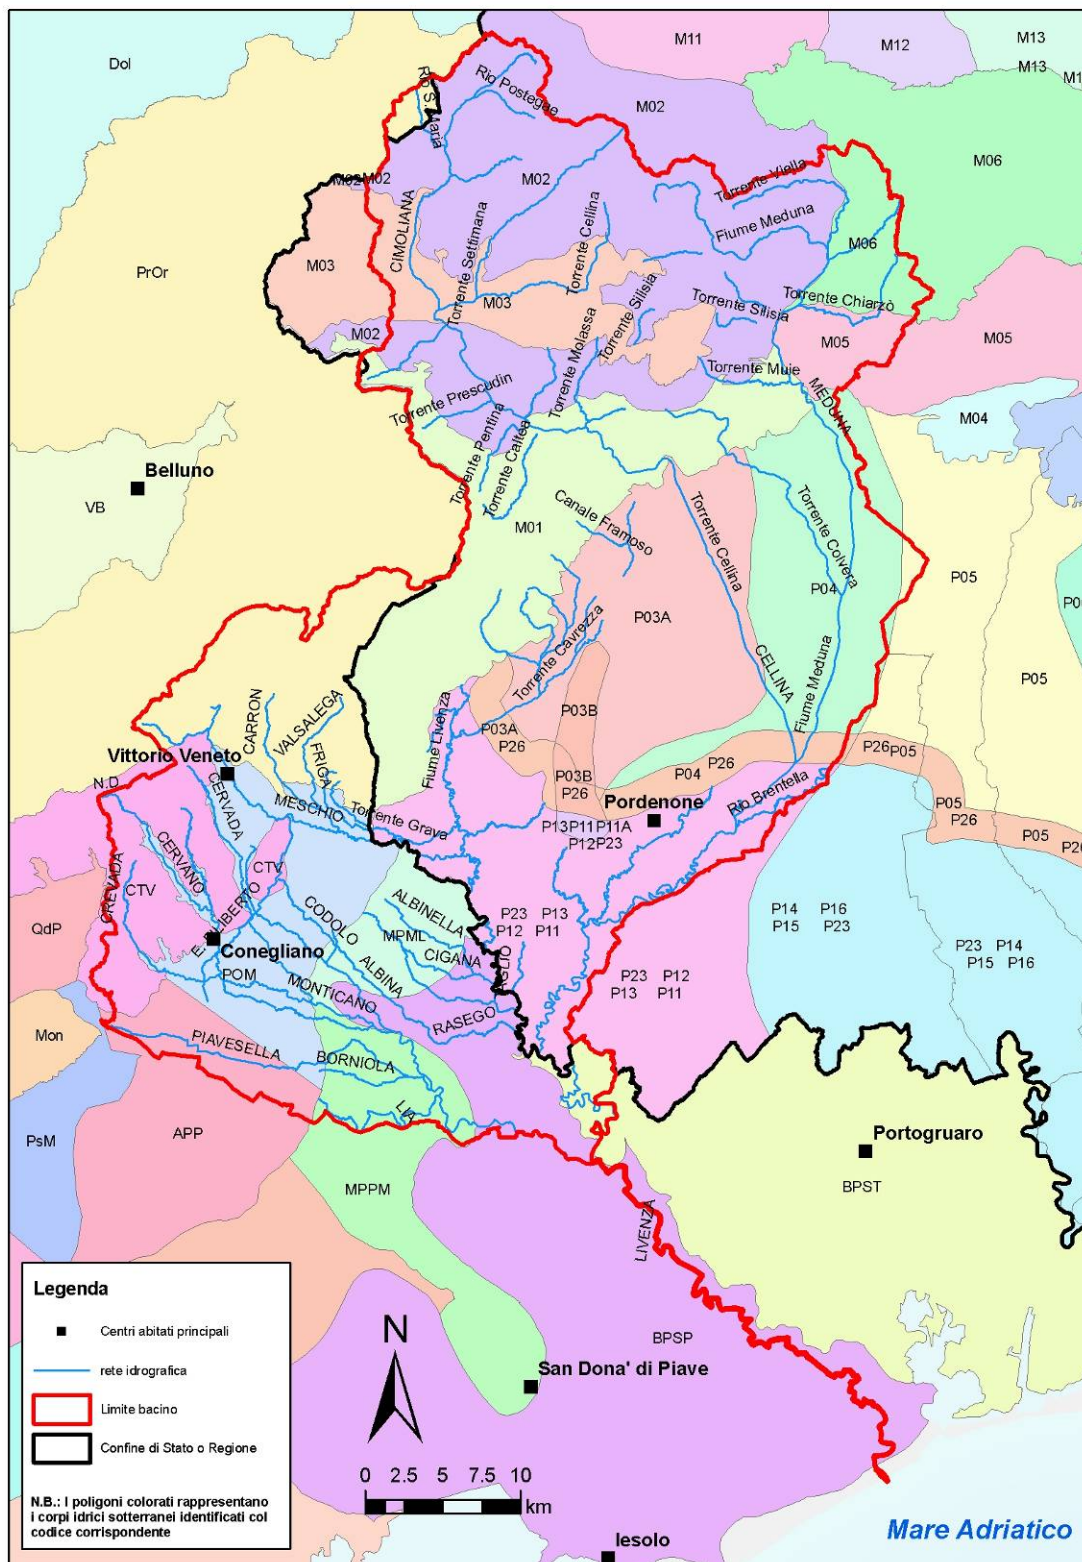 M11
M12
M13
M13
M1
Dol
Rio Postegae
Rio S. Maria
M02
M06
M02
M02
M02
Torrente Viella
CIMOLIANA
Torrente Settimana
Torrente Cellina
Fiume Meduna
M06
PrOr
M03
M03
Torrente Silisia
Torrente Silisia
Torrente Chiarzò
M02
Torrente Molassa
M05
M05
Torrente Muie
Torrente Prescudin
MEDUNA
M04
Torrente Pentina
Torrente Caltea
Belluno
VB
M01
Canale Framoso
Torrente Cellina
Torrente Colvera
P04
P05
P0
P03A
Torrente Cavrezza
CELLINA
Fiume Meduna
P05
CARRON
VALSALEGA
FRIGA
Fiume Livenza
P03A
P26
P03B
P26
P05
Vittorio Veneto
P03B
P26
P04
P26
N.D
CERVADA
MESCHIO
Torrente Grava
Pordenone
Rio Brentella
P05
P26
P05
P26
P13
P11
P11A
P12
P23
CREVADA
CERVANO
CTV
CTV
CODOLO
ALBINELLA
MPML
CIGANA
P23
P13
P12
P11
P14
P16
P15
P23
QdP
Conegliano
POM
ALBINA
P23
P14
P15
P16
MONTICANO
RASEGO
P23
P12
P13
P11
Mon
PIAVESELLA
BORNIOLA
LIA
PsM
APP
MPPM
Portogruaro
BPST
LIVENZA
BPSP
San Dona' di Piave
Legenda
Centri abitati principali
rete idrografica
Limite bacino
Confine di Stato o Regione
N.B.: I poligoni colorati rappresentano
i corpi idrici sotterranei identificati col
codice corrispondente
N
0 2.5 5 7.5 10
km
Iesolo
Mare Adriatico